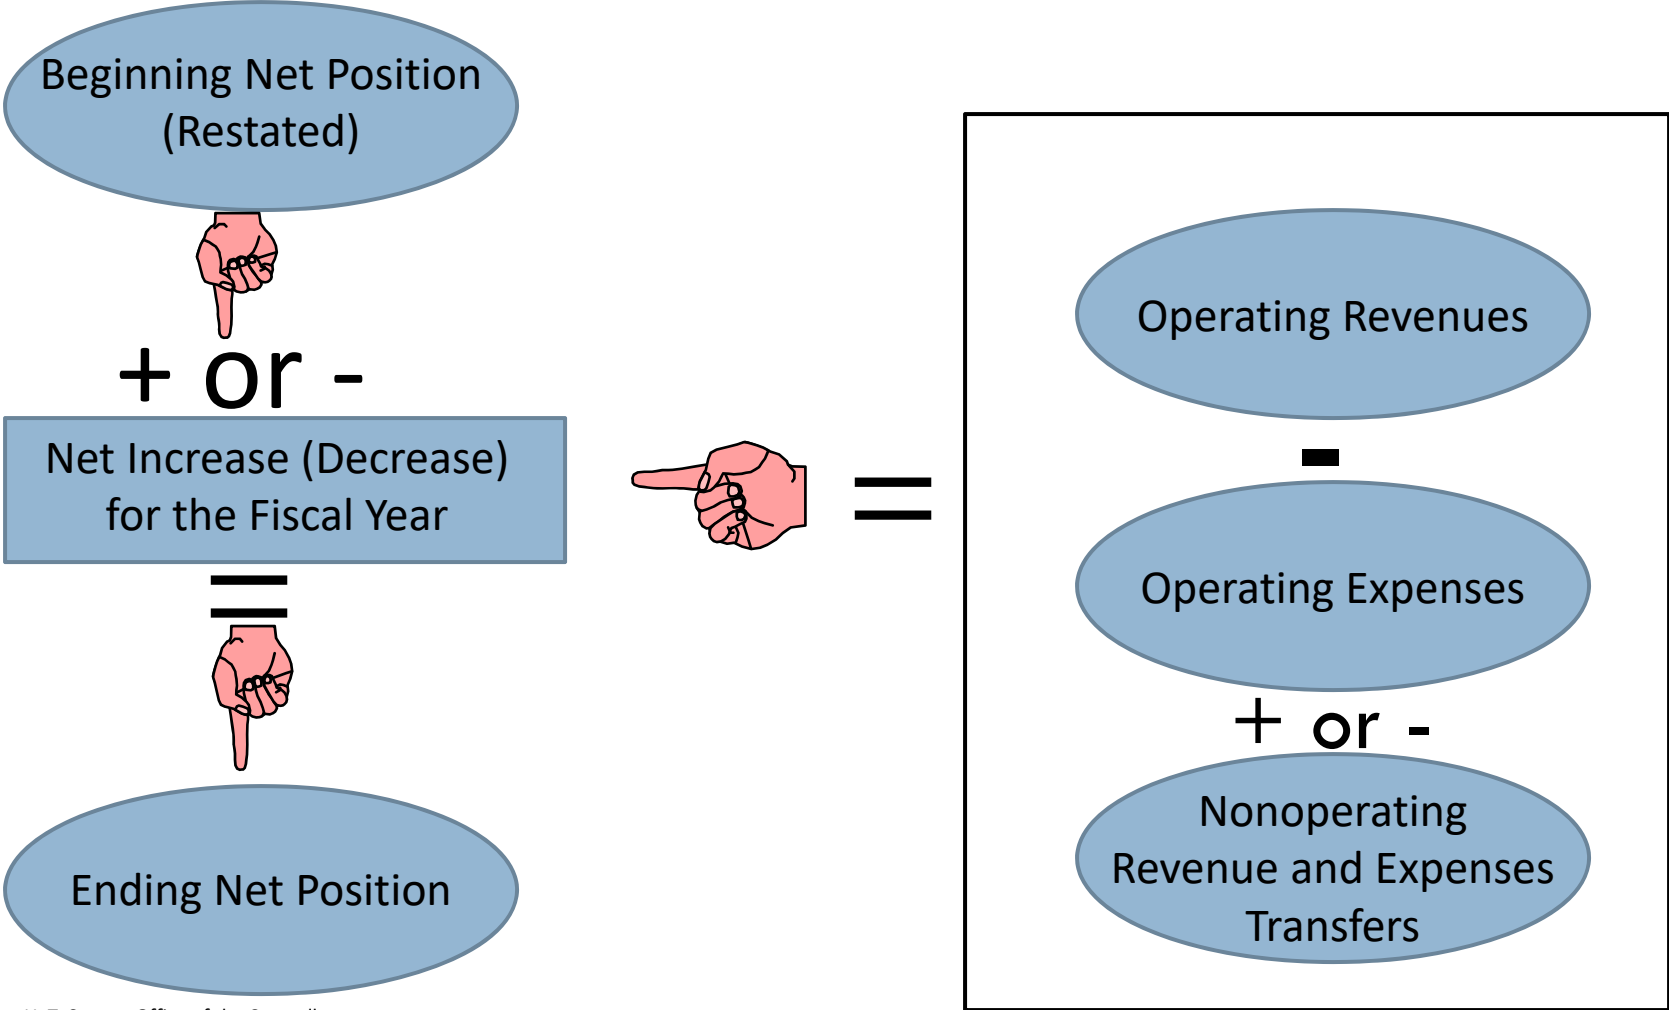 Beginning Net Position
(Restated)
+ or -
Net Increase (Decrease)
for the Fiscal Year
=
Ending Net Position
=
Operating Revenues
-
Operating Expenses
+ or -
Nonoperating
Revenue and Expenses
Transfers